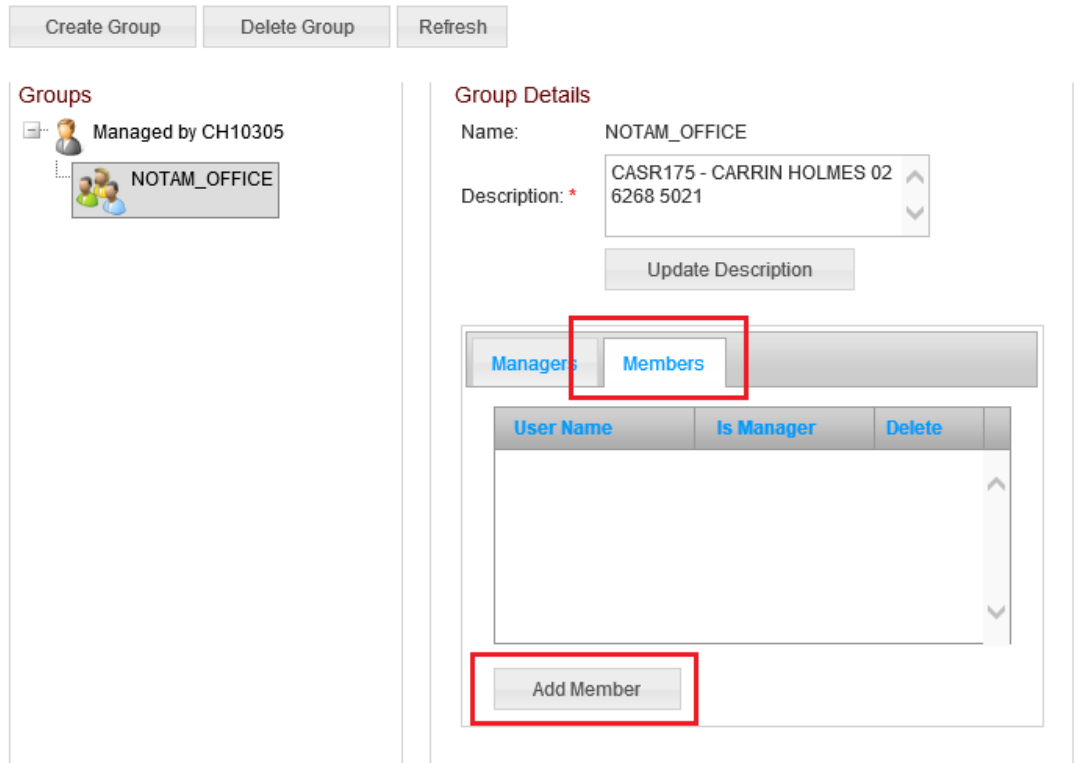 Create Group
Delete Group
Refresh
Groups
Managed by CH10305
NOTAM_OFFICE
Group Details
Name: NOTAM_OFFICE
Description: * CASR175 - CARRIN HOLMES 02
6268 5021
Update Description
Managers
Members
User Name
Is Manager
Delete
Add Member